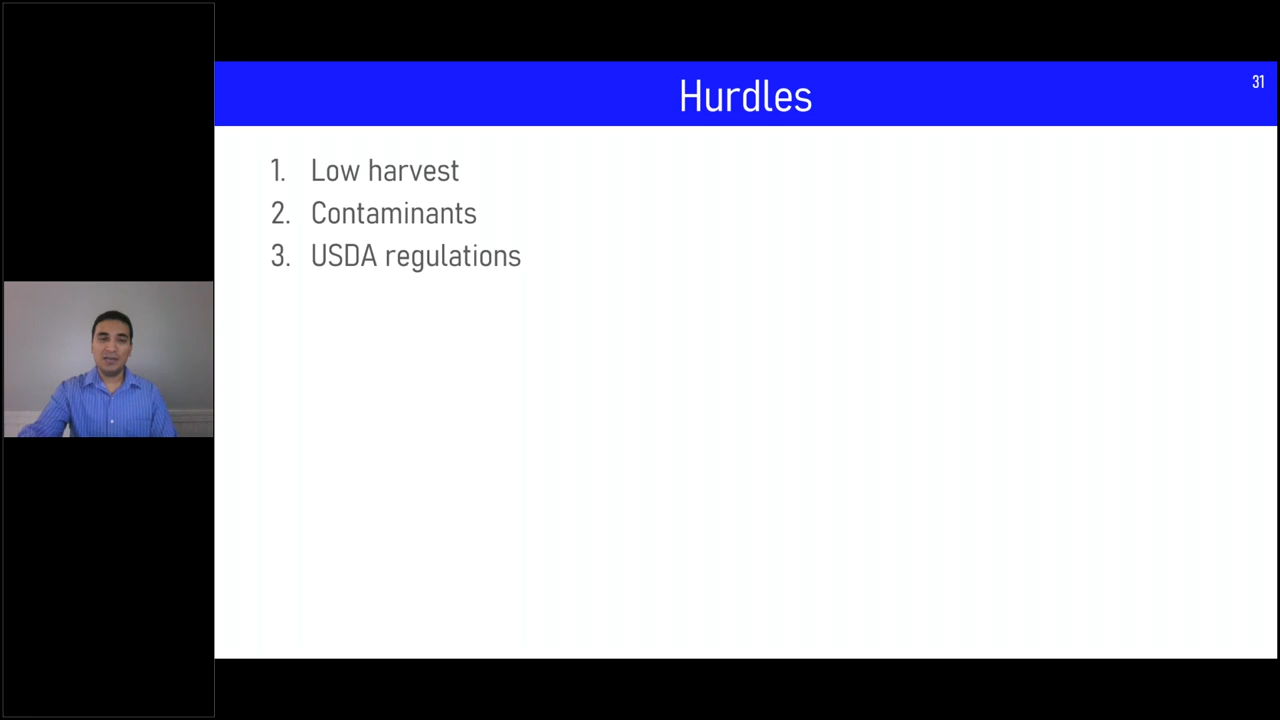 Hurdles
31
1. Low harvest
2. Contaminants
3. USDA regulations